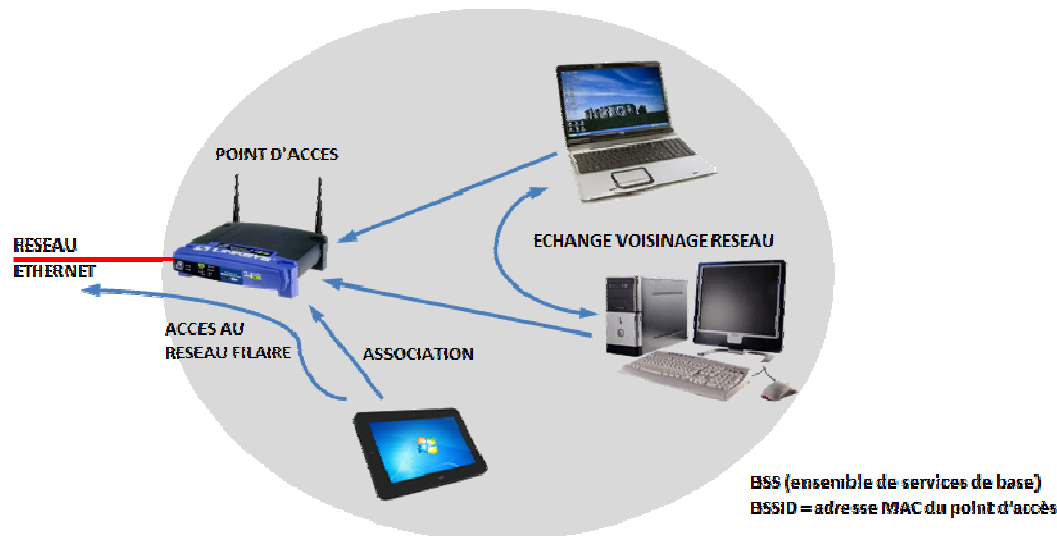 POINT D'ACCES
RESEAU
ETHERNET
ECHANGE VOISINAGE RESEAU
ACCES AU
RESEAU FILAIRE
ASSOCIATION
LINKSYS
BSS (ensemble de services de base)
BSSID = adresse MAC du point d'accès